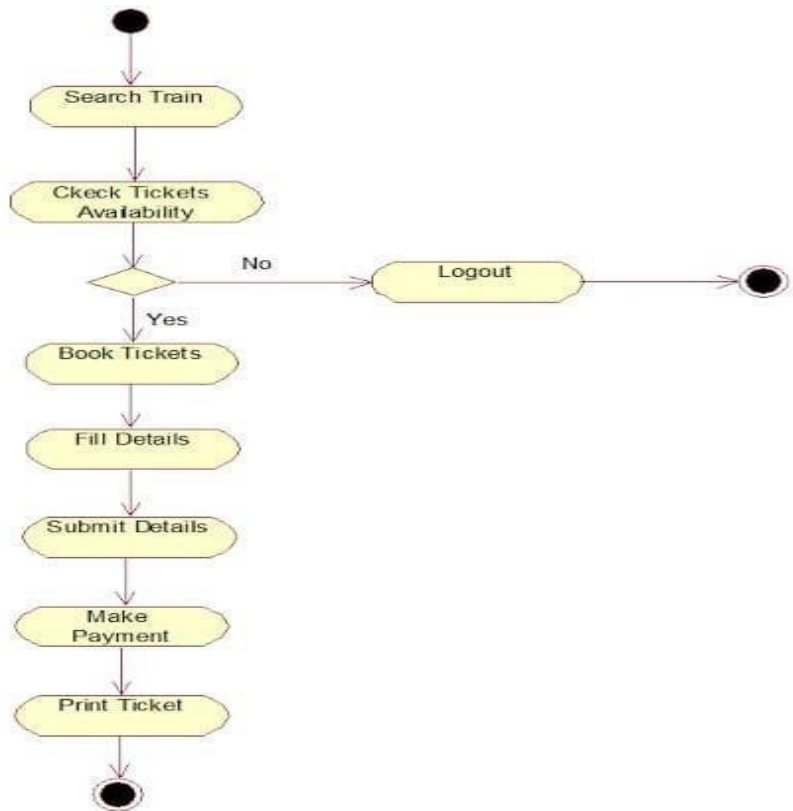 Search Train
Ckeck Tickets
Availability
No
Logout
Yes
Book Tickets
Fill Details
Submit Details
Make
Payment
Print Ticket